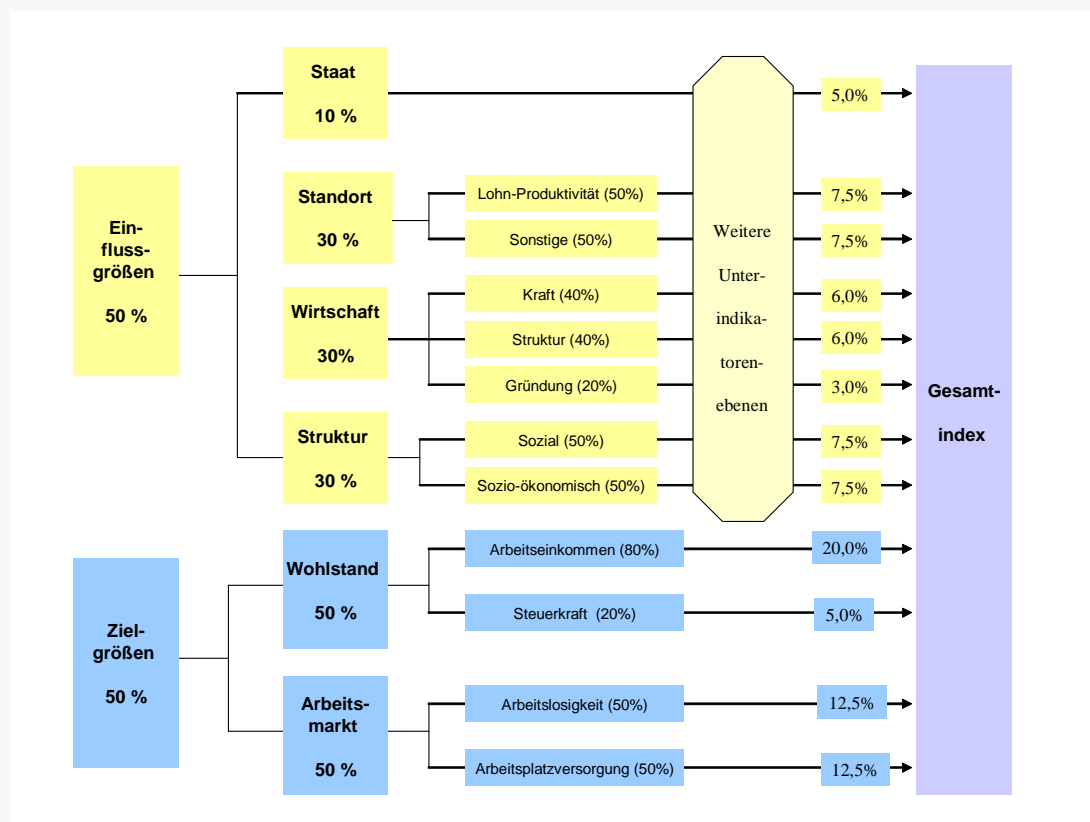 Staat
10 %
5,0%
Ein-
fluss-
größen
50 %
Standort
30 %
Lohn-Produktivität (50%)
7,5%
Sonstige (50%)
7,5%
Wirtschaft
30%
Kraft (40%)
6,0%
Struktur (40%)
6,0%
Gründung (20%)
3,0%
Struktur
30 %
Sozial (50%)
7,5%
Sozio-ökonomisch (50%)
7,5%
Weitere
Unter-
indika-
toren-
ebenen
Ziel-
größen
50 %
Wohlstand
50 %
Arbeitseinkommen (80%)
20,0%
Steuerkraft (20%)
5,0%
Arbeits-
markt
50 %
Arbeitslosigkeit (50%)
12,5%
Arbeitsplatzversorgung (50%)
12,5%
Gesamt-
index